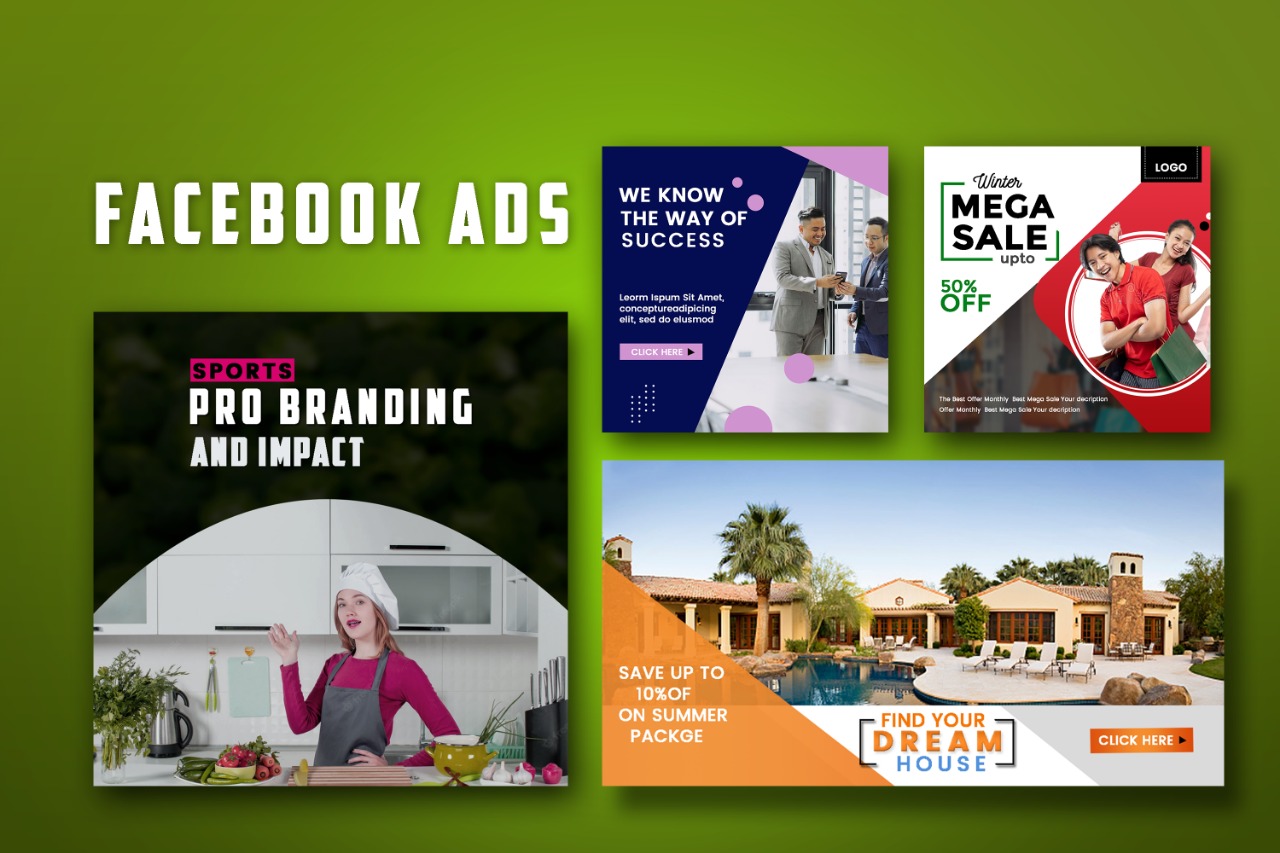 FACEBOOK ADS
SPORTS
PRO BRANDING
AND IMPACT
WE KNOW
THE WAY OF
SUCCESS
Leorm Ispum Sit Amet,
conceptureadipicing
elit, sed do eiusmod
CLICK HERE
LOGO
Winter
MEGA
SALE
upto
50%
OFF
The Best Offer Monthly Best Mega Sale Your decription
Offer Monthly Best Mega Sale Your decription
SAVE UP TO
10%OF
ON SUMMER
PACKGE
FIND YOUR
DREAM
HOUSE
CLICK HERE